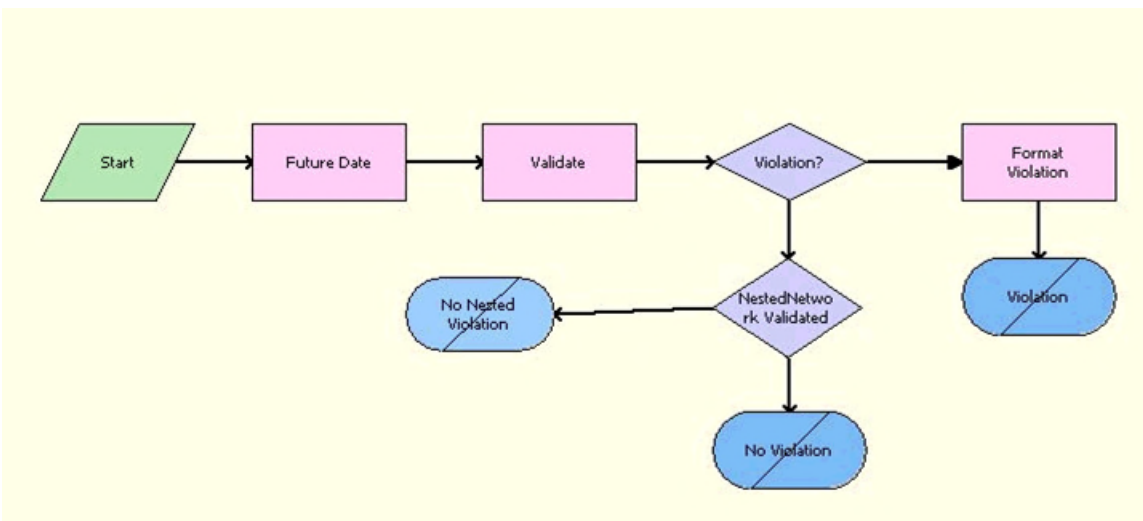 Start
Future Date
Validate
Violation?
Format
Violation
No Nested
Violation
NestedNetwo
rk Validated
Violation
No Violation